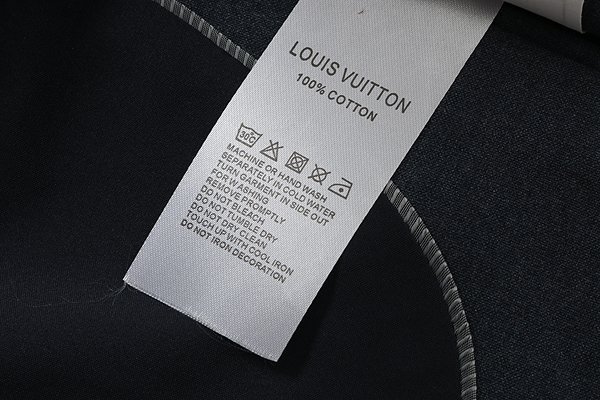 LOUIS VUITTON
100% COTTON
30C
MACHINE OR HAND WASH
SEPARATELY IN COLD WATER
TURN GARMENT IN SIDE OUT
FOR WASHING
REMOVE PROMPTLY
DO NOT BLEACH
DO NOT TUMBLE DRY
DO NOT DRY CLEAN
TOUCH UP WITH COOL IRON
DO NOT IRON DECORATION